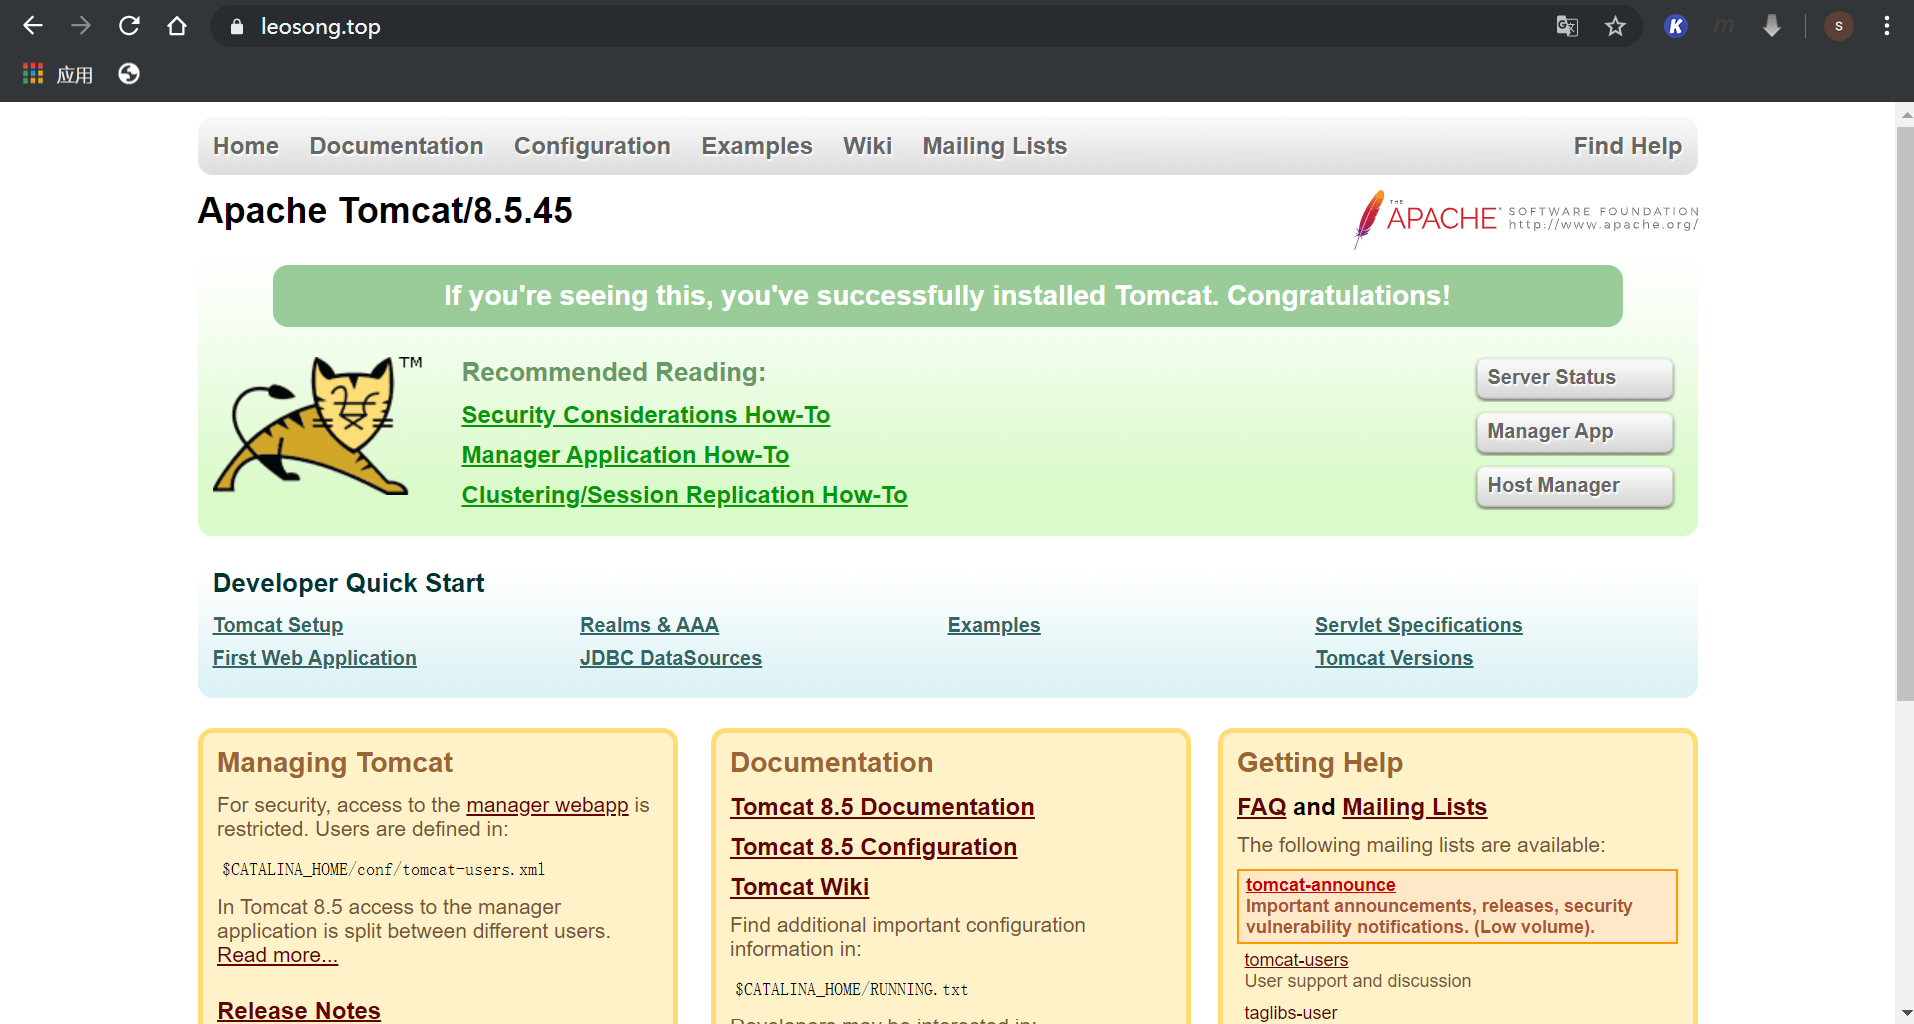 leosong.top
s
应用
Home Documentation Configuration Examples Wiki Mailing Lists Find Help
Apache Tomcat/8.5.45
THE APACHE® SOFTWARE FOUNDATION
http://www.apache.org/
If you're seeing this, you've successfully installed Tomcat. Congratulations!
TM
Recommended Reading:
Security Considerations How-To
Manager Application How-To
Clustering/Session Replication How-To
Server Status
Manager App
Host Manager
Developer Quick Start
Tomcat Setup
First Web Application
Realms & AAA
JDBC DataSources
Examples
Servlet Specifications
Tomcat Versions
Managing Tomcat
For security, access to the manager webapp is
restricted. Users are defined in:
$CATALINA_HOME/conf/tomcat-users.xml
In Tomcat 8.5 access to the manager
application is split between different users.
Read more...
Release Notes
Documentation
Tomcat 8.5 Documentation
Tomcat 8.5 Configuration
Tomcat Wiki
Find additional important configuration
information in:
$CATALINA_HOME/RUNNING.txt
Developers may be interested in:
Getting Help
FAQ and Mailing Lists
The following mailing lists are available:
tomcat-announce
Important announcements, releases, security
vulnerability notifications. (Low volume).
tomcat-users
User support and discussion
taglibs-user